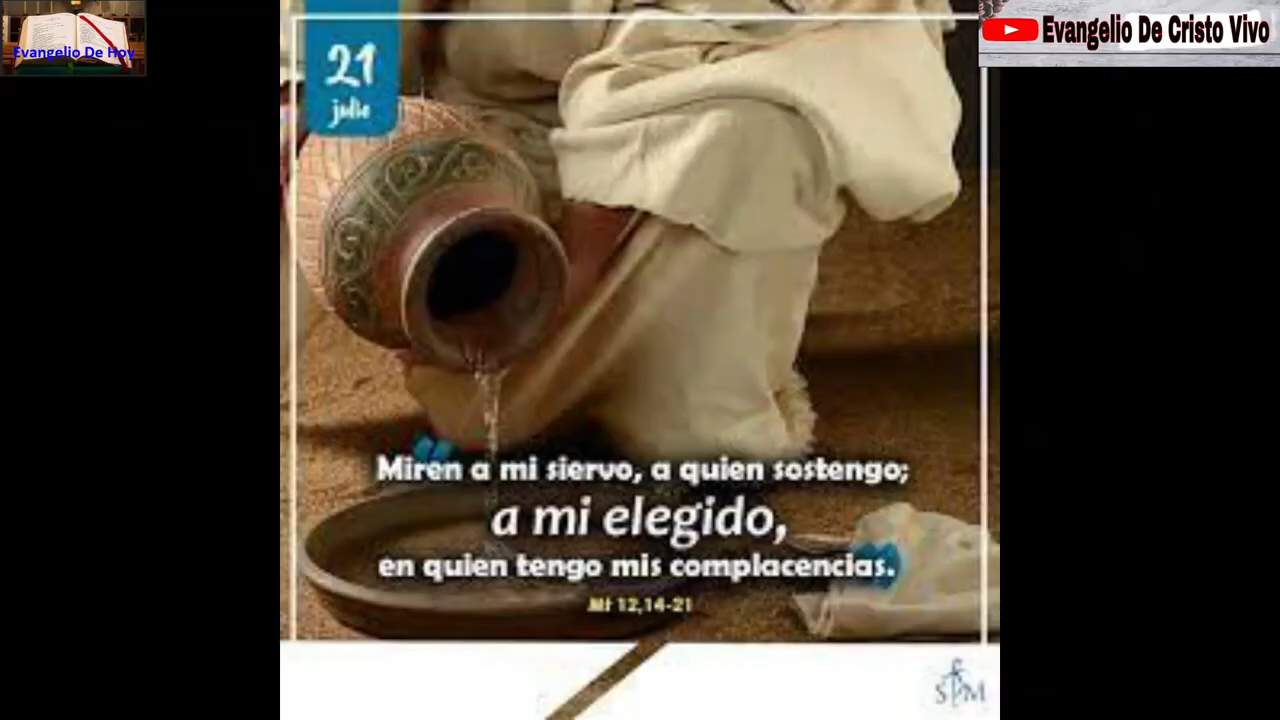 Evangelio De Hoy
Evangelio De Cristo Vivo
21
julio
Miren a mi siervo, a quien sostengo;
a mi elegido,
en quien tengo mis complacencias.
Mt 12,14-21